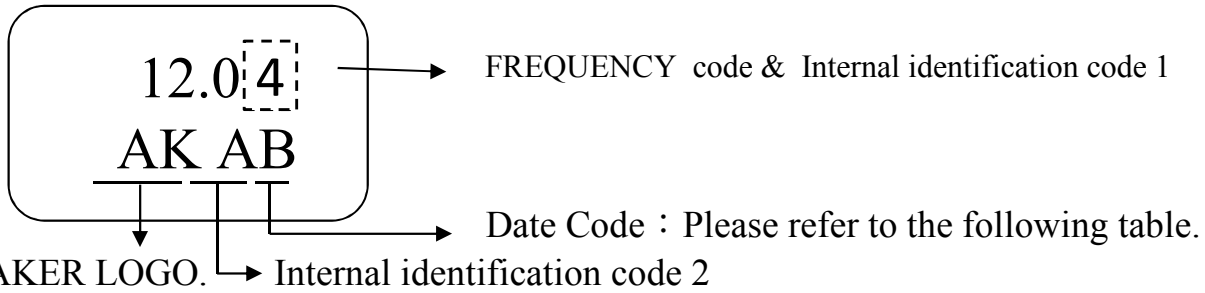 12.04
FREQUENCY code & Internal identification code 1
AK AB
Date Code：Please refer to the following table.
AKER LOGO.
Internal identification code 2